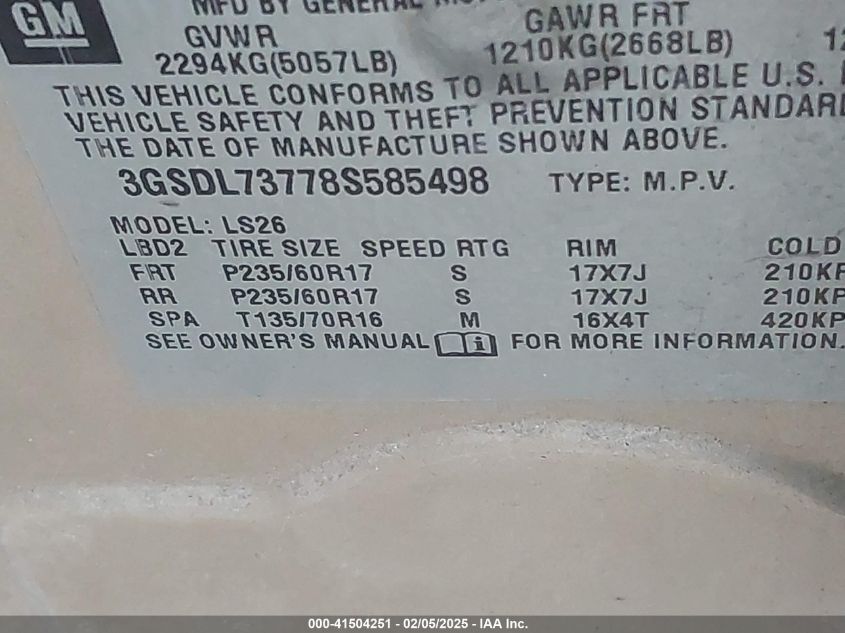 GM
MFD BY GENERAL
GVWR GAWR FRT
2294KG(5057LB) 1210KG(2668LB)
THIS VEHICLE CONFORMS TO ALL APPLICABLE U.S.
VEHICLE SAFETY AND THEFT PREVENTION STANDARD
THE DATE OF MANUFACTURE SHOWN ABOVE.
3GSDL73778S585498 TYPE: M.P.V.
MODEL: LS26
LBD2 TIRE SIZE SPEED RTG RIM COLD
FRT P235/60R17 S 17X7J 210KP
RR P235/60R17 S 17X7J 210KP
SPA T135/70R16 M 16X4T 420KP
SEE OWNER'S MANUAL i FOR MORE INFORMATION.
000-41504251 - 02/05/2025 - IAA Inc.